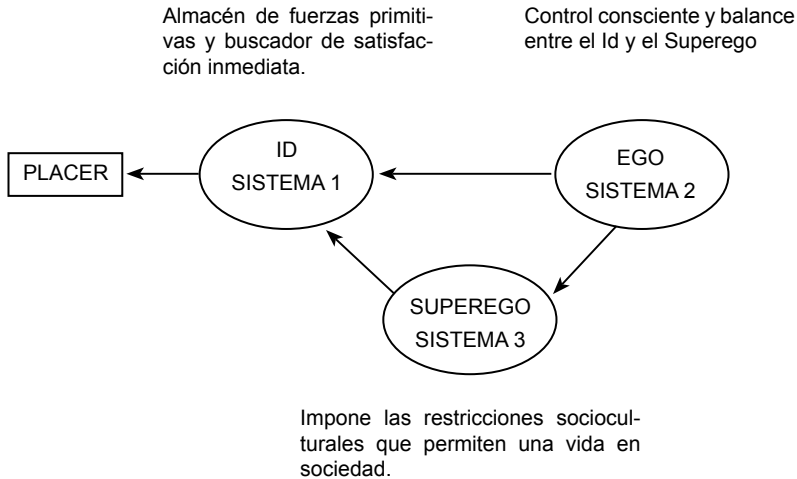 Almacén de fuerzas primiti-
vas y buscador de satisfac-
ción inmediata.
Control consciente y balance
entre el Id y el Superego
PLACER
ID
SISTEMA 1
EGO
SISTEMA 2
SUPEREGO
SISTEMA 3
Impone las restricciones sociocul-
turales que permiten una vida en
sociedad.